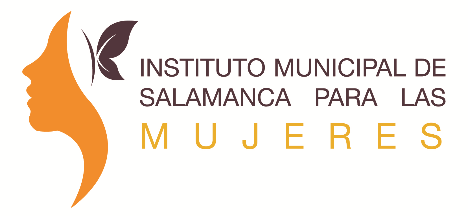 INSTITUTO MUNICIPAL DE
SALAMANCA PARA LAS
MUJERES